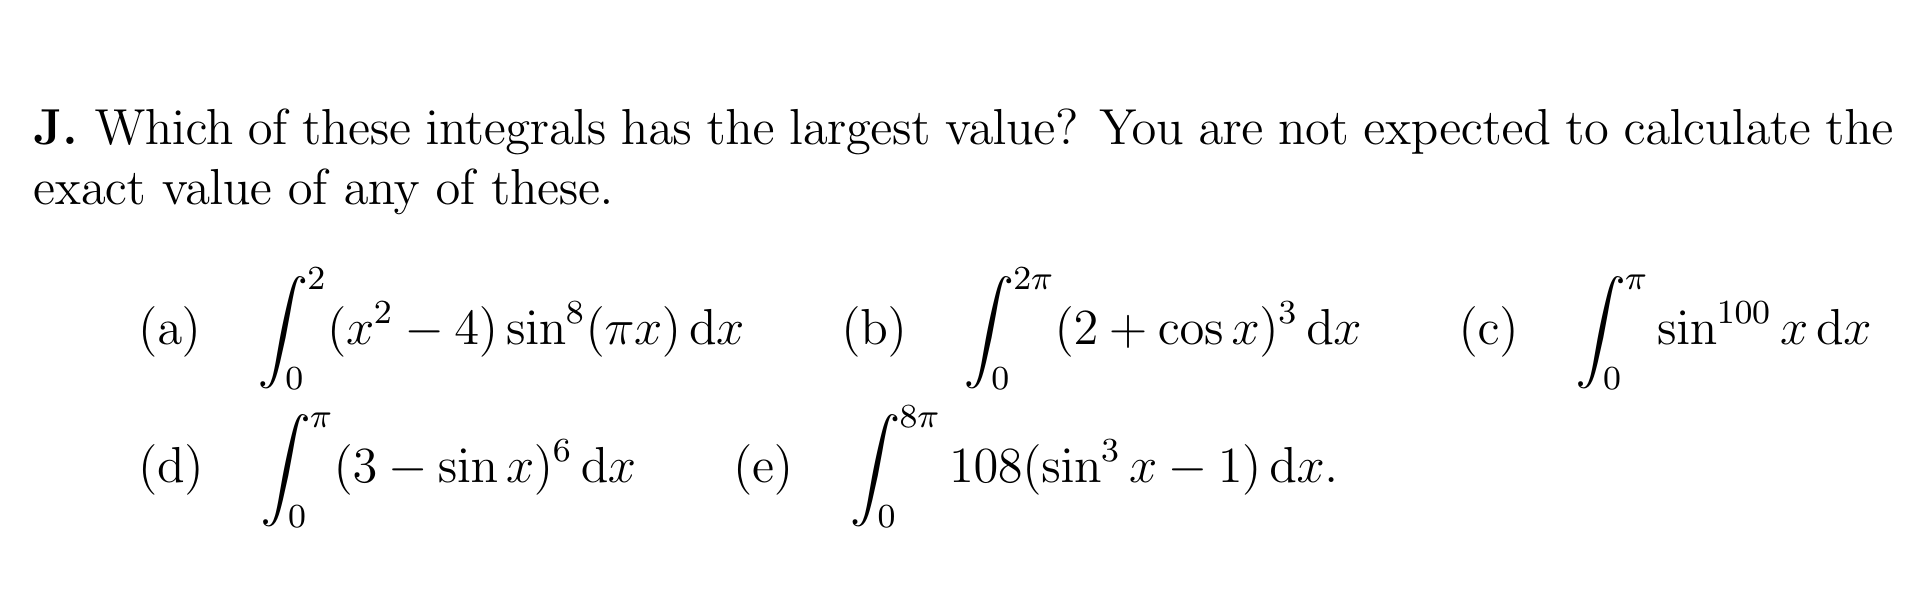 J. Which of these integrals has the largest value? You are not expected to calculate the
exact value of any of these.
(a) ∫₀² (x² − 4) sin⁸(πx) dx (b) ∫₀^{2π} (2 + cos x)³ dx (c) ∫₀^π sin¹⁰⁰ x dx
(d) ∫₀^π (3 − sin x)⁶ dx (e) ∫₀^{8π} 108(sin³ x − 1) dx.